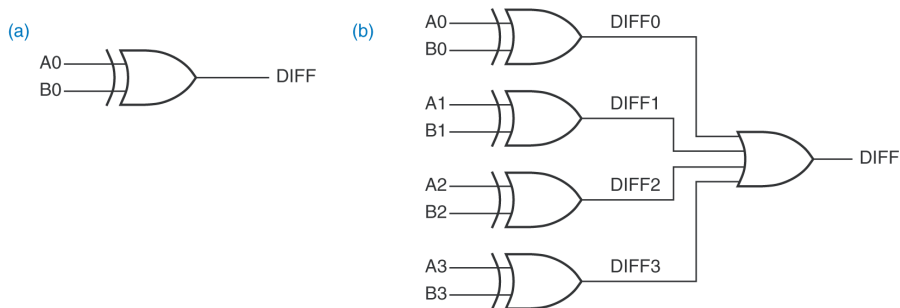 (a)
A0
B0
DIFF
(b)
A0
B0
DIFF0
A1
B1
DIFF1
A2
B2
DIFF2
A3
B3
DIFF3
DIFF